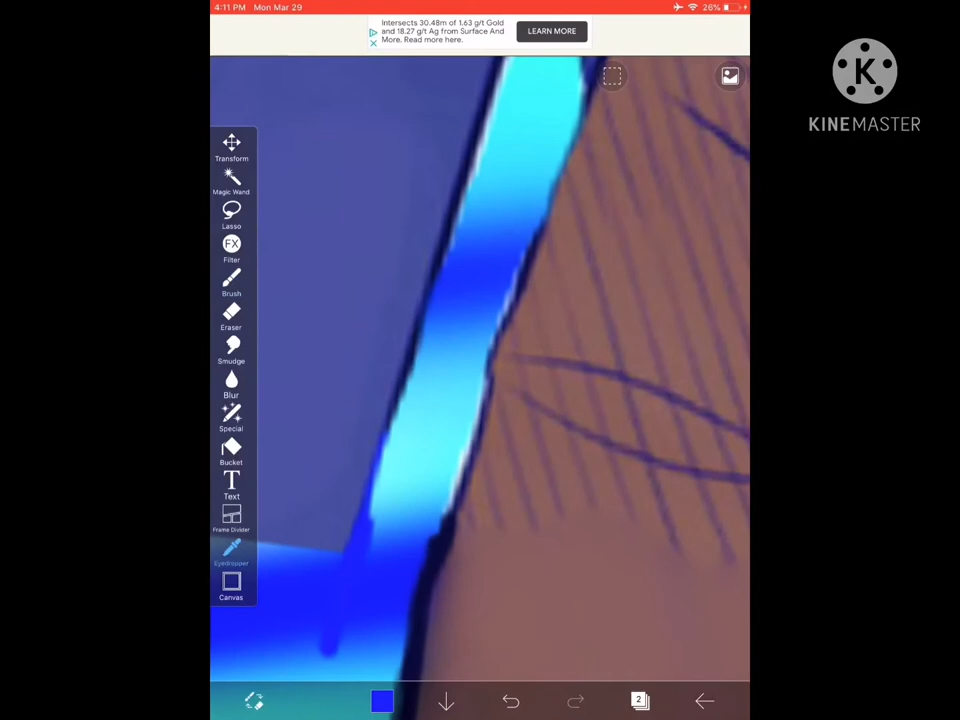 4:11 PM Mon Mar 29
26%
Intersects 30.48m of 1.63 g/t Gold
and 18.27 g/t Ag from Surface And
More. Read more here.
LEARN MORE
K
KINEMASTER
Transform
Magic Wand
Lasso
FX
Filter
Brush
Eraser
Smudge
Blur
Special
Bucket
T
Text
Frame Divider
Eyedropper
Canvas
2